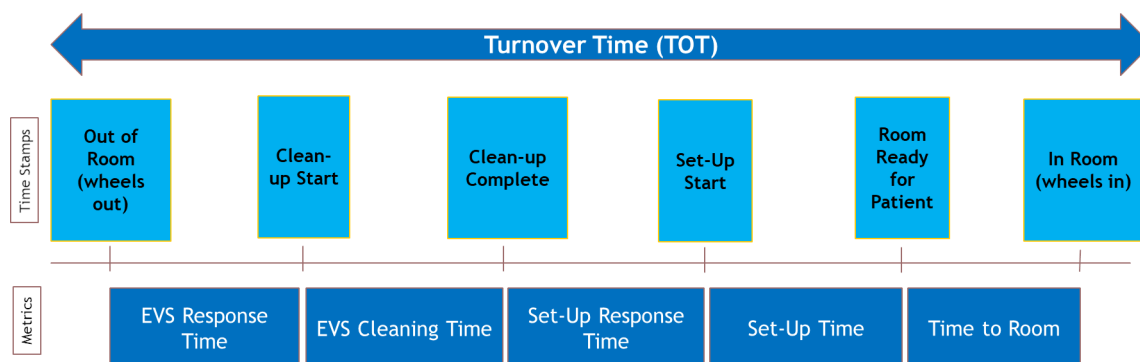 Turnover Time (TOT)
Time Stamps
Out of
Room
(wheels
out)
Clean-
up Start
Clean-up
Complete
Set-Up
Start
Room
Ready
for
Patient
In Room
(wheels in)
Metrics
EVS Response
Time
EVS Cleaning Time
Set-Up Response
Time
Set-Up Time
Time to Room